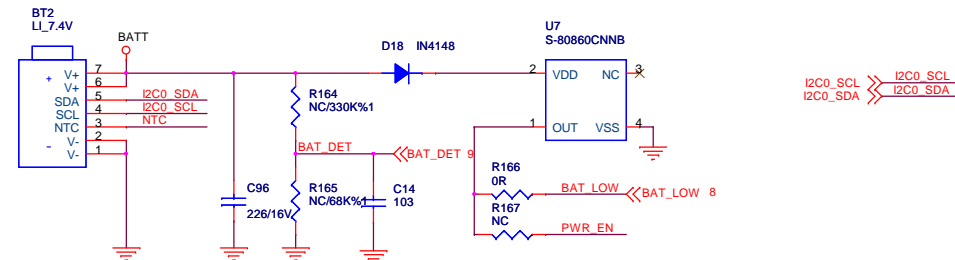 BT2
LI_7.4V
BATT
+
-
V+ 7
V+ 6
SDA 5 I2C0_SDA
SCL 4 I2C0_SCL
NTC 3 NTC
V- 2
V- 1
C96
226/16V
R164
NC/330K%1
BAT_DET
BAT_DET 9
R165
NC/68K%1
C14
103
D18 IN4148
U7
S-80860CNNB
2 VDD NC 3
1 OUT VSS 4
R166
0R
BAT_LOW
BAT_LOW 8
R167
NC
PWR_EN
I2C0_SCL I2C0_SCL
I2C0_SDA I2C0_SDA